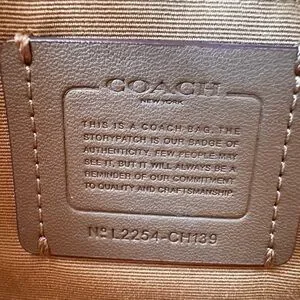 COACH
NEW YORK
THIS IS A COACH BAG. THE
STORYPATCH IS OUR BADGE OF
AUTHENTICITY. FEW PEOPLE MAY
SEE IT, BUT IT WILL ALWAYS BE A
REMINDER OF OUR COMMITMENT
TO QUALITY AND CRAFTSMANSHIP.
Nº L2254-CH139